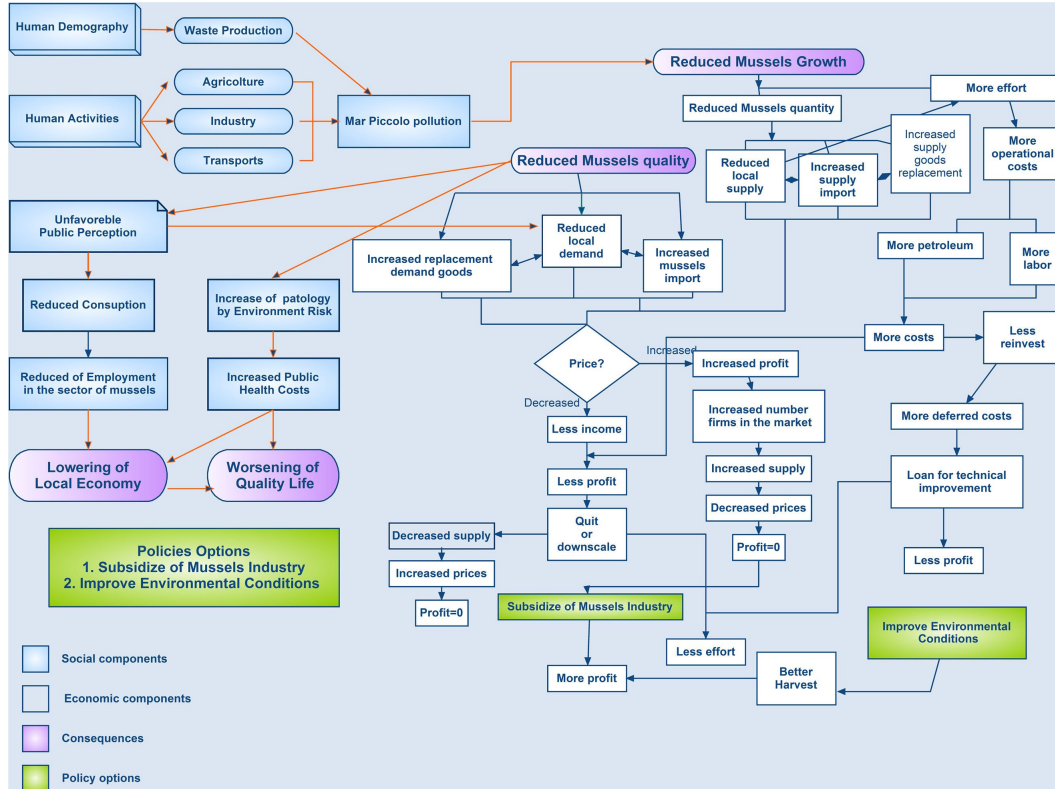 Human Demography
Waste Production
Human Activities
Agricolture
Industry
Transports
Mar Piccolo pollution
Reduced Mussels Growth
Reduced Mussels quantity
More effort
Reduced
local
supply
Increased
supply
import
Increased
supply
goods
replacement
More
operational
costs
More petroleum
More
labor
More costs
Less
reinvest
More deferred costs
Loan for technical
improvement
Less profit
Reduced Mussels quality
Unfavoreble
Public Perception
Increased replacement
demand goods
Reduced
local
demand
Increased
mussels
import
Reduced Consuption
Increase of patology
by Environment Risk
Reduced of Employment
in the sector of mussels
Increased Public
Health Costs
Lowering of
Local Economy
Worsening of
Quality Life
Price?
Increased
Decreased
Increased profit
Increased number
firms in the market
Increased supply
Decreased prices
Profit=0
Less income
Less profit
Quit
or
downscale
Decreased supply
Increased prices
Profit=0
Subsidize of Mussels Industry
Less effort
More profit
Better
Harvest
Improve Environmental
Conditions
Policies Options
1. Subsidize of Mussels Industry
2. Improve Environmental Conditions
Social components
Economic components
Consequences
Policy options